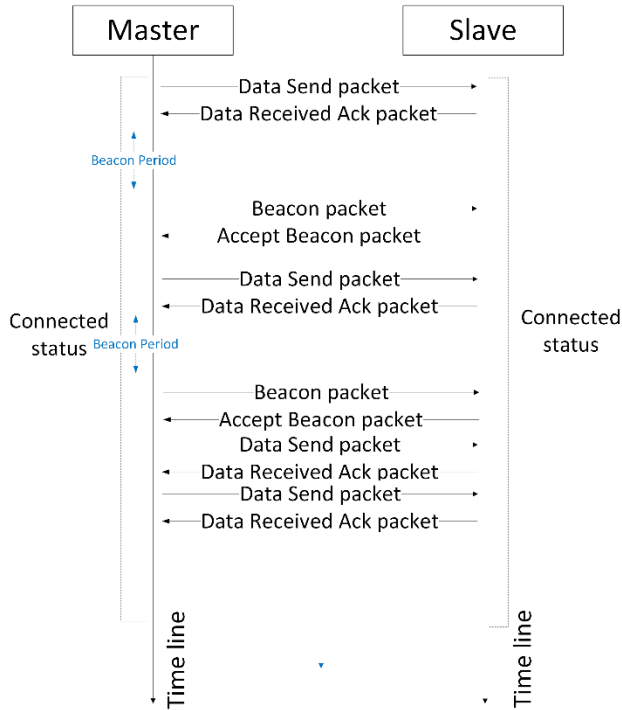 Master
Slave
Data Send packet
Data Received Ack packet
Beacon Period
Beacon packet
Accept Beacon packet
Data Send packet
Data Received Ack packet
Connected
status
Beacon Period
Connected
status
Beacon packet
Accept Beacon packet
Data Send packet
Data Received Ack packet
Data Send packet
Data Received Ack packet
Time line
Time line